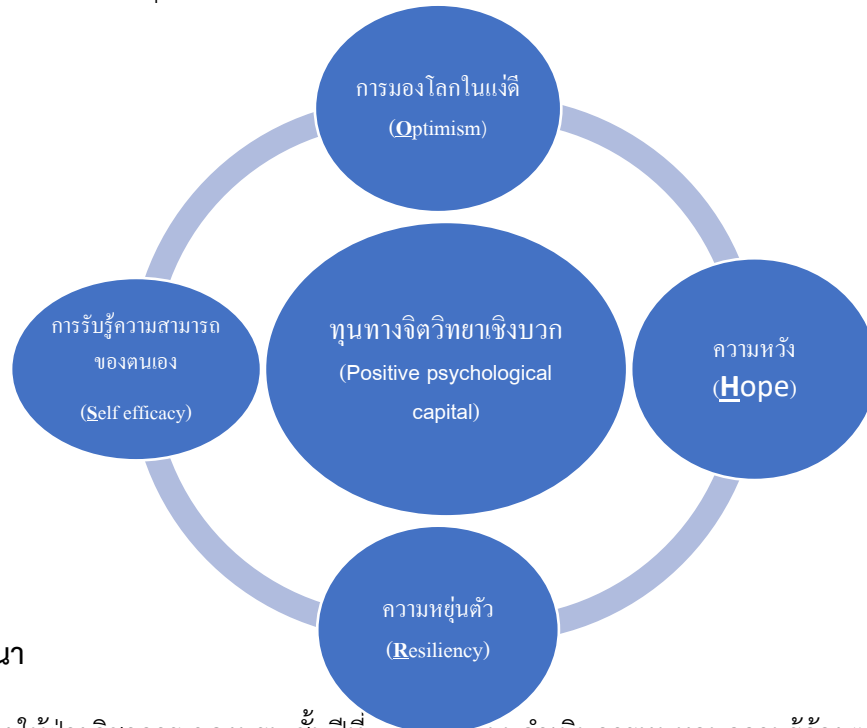 การมองโลกในแง่ดี
(Optimism)
ทุนทางจิตวิทยาเชิงบวก
(Positive psychological
capital)
การรับรู้ความสามารถ
ของตนเอง
(Self efficacy)
ความหวัง
(Hope)
ความหยุ่นตัว
(Resiliency)